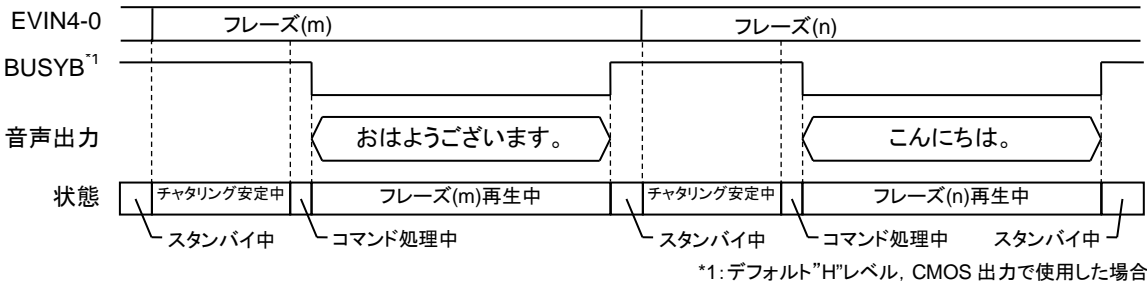 EVIN4-0 フレーズ(m) フレーズ(n)
BUSYB*1
音声出力 おはようございます。 こんにちは。
状態 チャタリング安定中 フレーズ(m)再生中 チャタリング安定中 フレーズ(n)再生中
スタンバイ中 コマンド処理中 スタンバイ中 コマンド処理中 スタンバイ中
*1:デフォルト”H”レベル, CMOS 出力で使用した場合